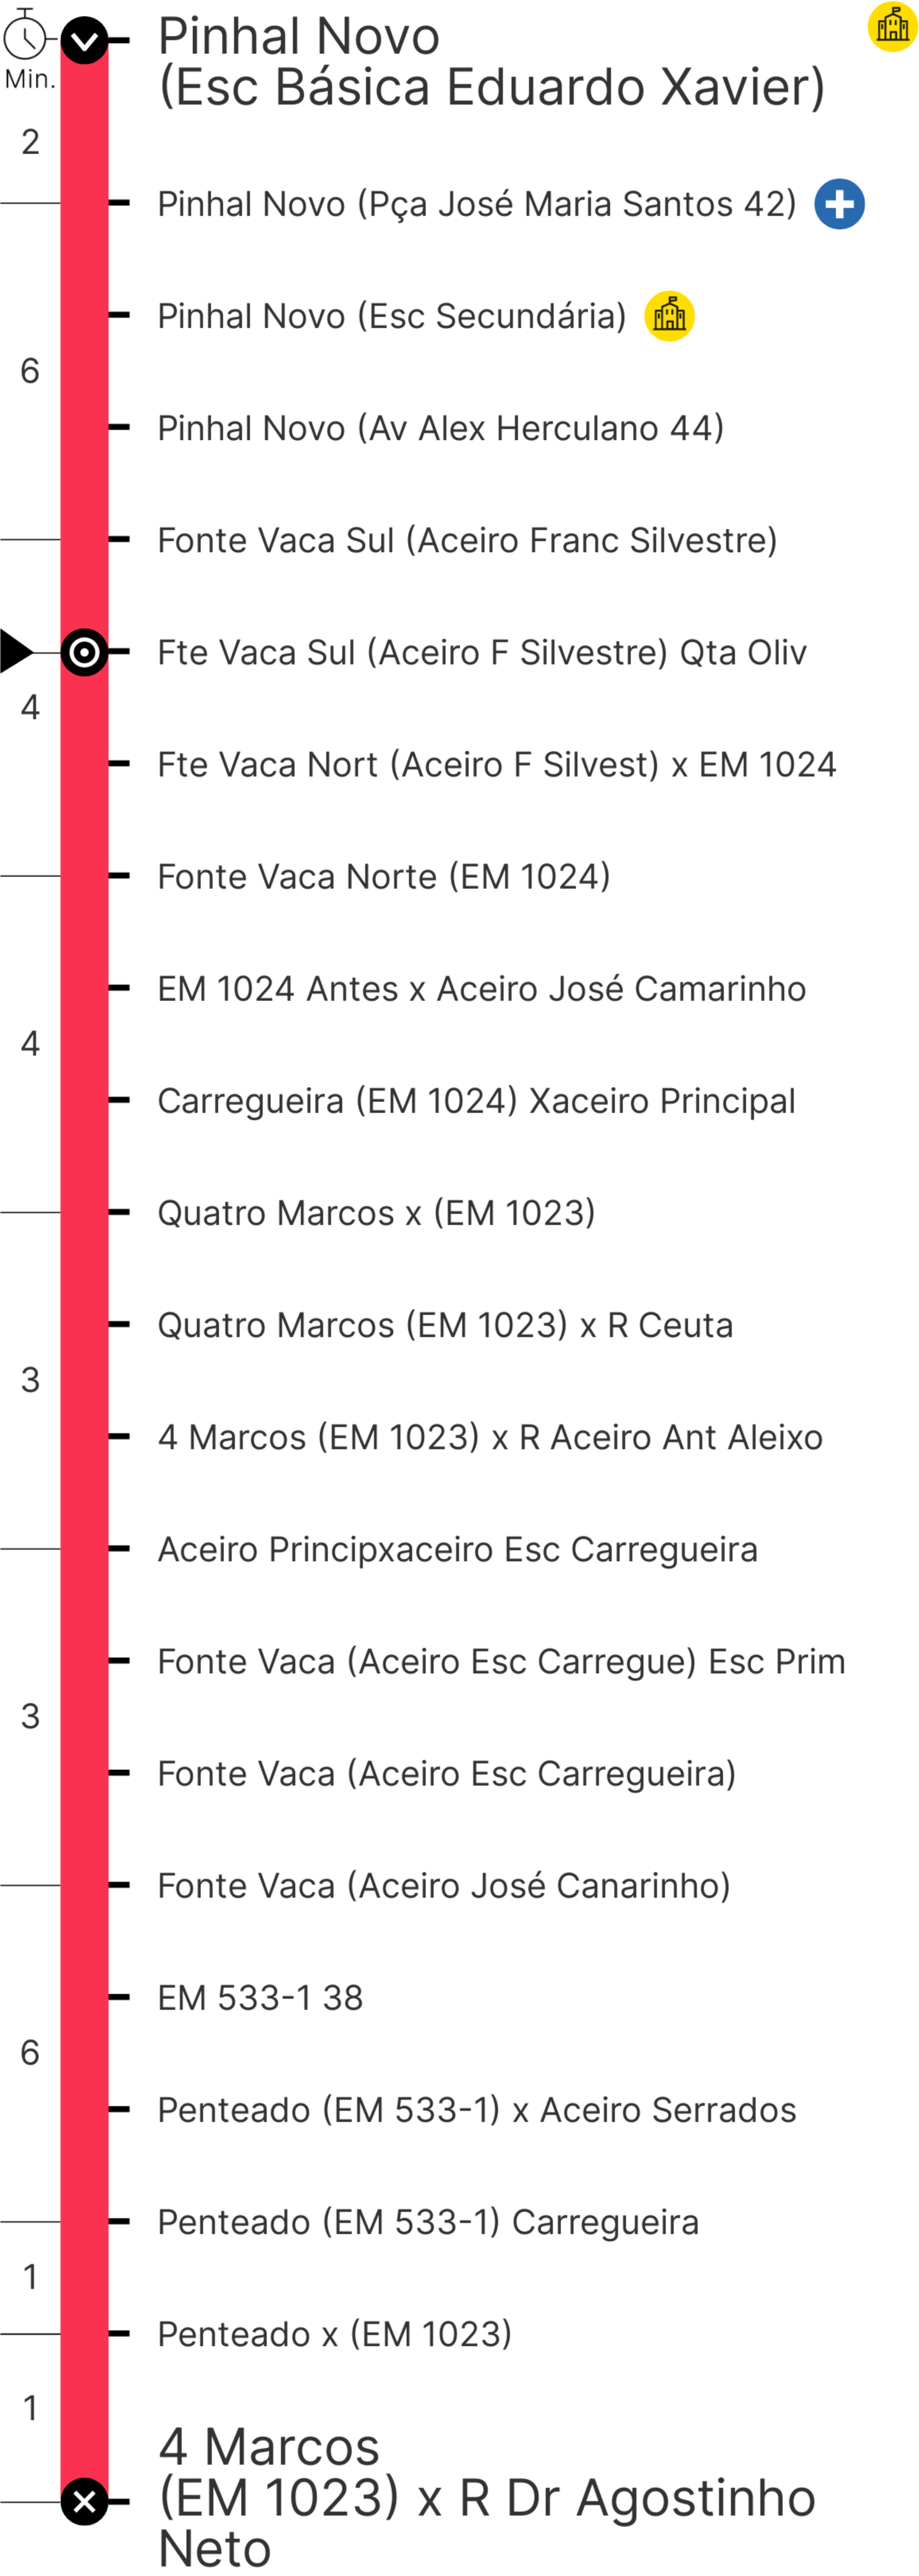 Pinhal Novo
(Esc Básica Eduardo Xavier)
Min.
2
Pinhal Novo (Pça José Maria Santos 42)
Pinhal Novo (Esc Secundária)
6
Pinhal Novo (Av Alex Herculano 44)
Fonte Vaca Sul (Aceiro Franc Silvestre)
Fte Vaca Sul (Aceiro F Silvestre) Qta Oliv
4
Fte Vaca Nort (Aceiro F Silvest) x EM 1024
Fonte Vaca Norte (EM 1024)
EM 1024 Antes x Aceiro José Camarinho
4
Carregueira (EM 1024) Xaceiro Principal
Quatro Marcos x (EM 1023)
Quatro Marcos (EM 1023) x R Ceuta
3
4 Marcos (EM 1023) x R Aceiro Ant Aleixo
Aceiro Principxaceiro Esc Carregueira
Fonte Vaca (Aceiro Esc Carregue) Esc Prim
3
Fonte Vaca (Aceiro Esc Carregueira)
Fonte Vaca (Aceiro José Canarinho)
EM 533-1 38
6
Penteado (EM 533-1) x Aceiro Serrados
Penteado (EM 533-1) Carregueira
1
Penteado x (EM 1023)
1
4 Marcos
(EM 1023) x R Dr Agostinho
Neto